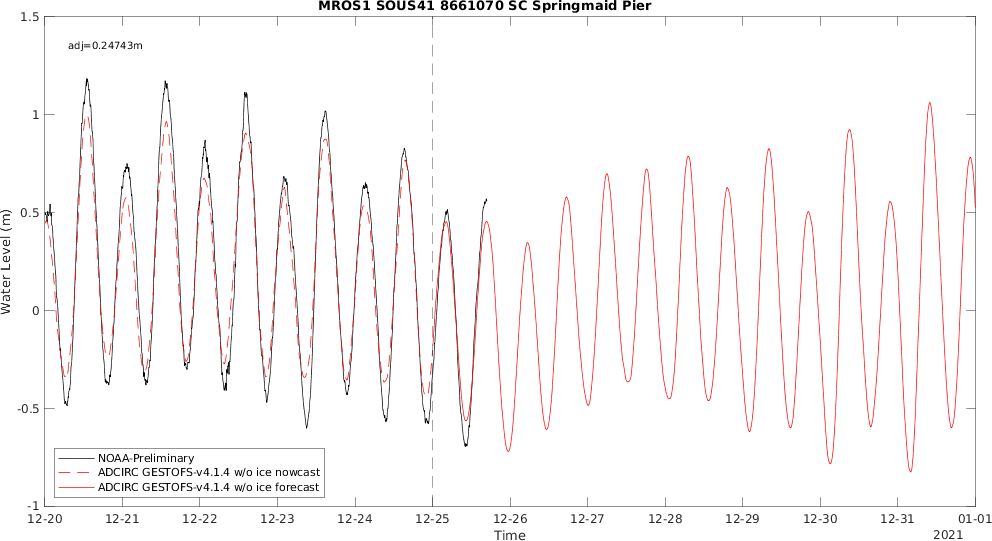 MROS1 SOUS41 8661070 SC Springmaid Pier
adj=0.24743m
Water Level (m)
1.5
1
0.5
0
-0.5
-1
NOAA-Preliminary
ADCIRC GESTOFS-v4.1.4 w/o ice nowcast
ADCIRC GESTOFS-v4.1.4 w/o ice forecast
12-20 12-21 12-22 12-23 12-24 12-25 12-26 12-27 12-28 12-29 12-30 12-31 01-01
Time
2021